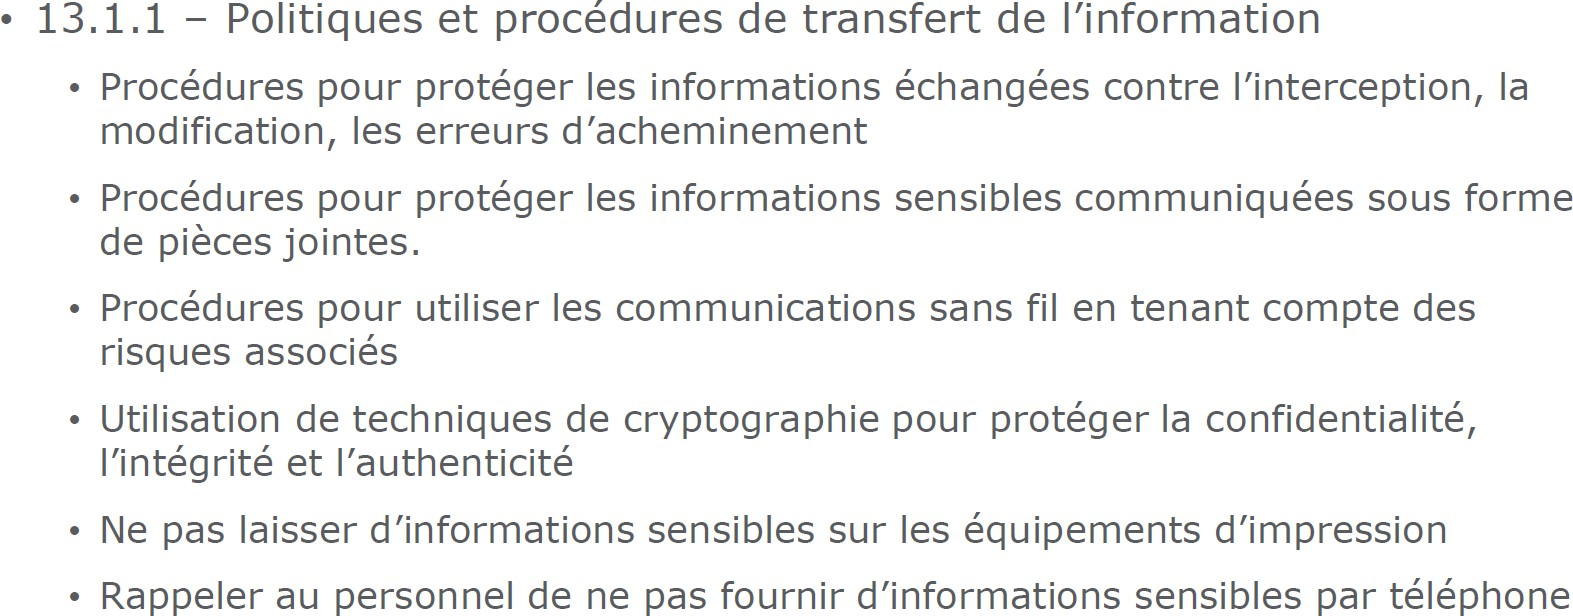 • 13.1.1 – Politiques et procédures de transfert de l’information
• Procédures pour protéger les informations échangées contre l’interception, la
modification, les erreurs d’acheminement
• Procédures pour protéger les informations sensibles communiquées sous forme
de pièces jointes.
• Procédures pour utiliser les communications sans fil en tenant compte des
risques associés
• Utilisation de techniques de cryptographie pour protéger la confidentialité,
l’intégrité et l’authenticité
• Ne pas laisser d’informations sensibles sur les équipements d’impression
• Rappeler au personnel de ne pas fournir d’informations sensibles par téléphone